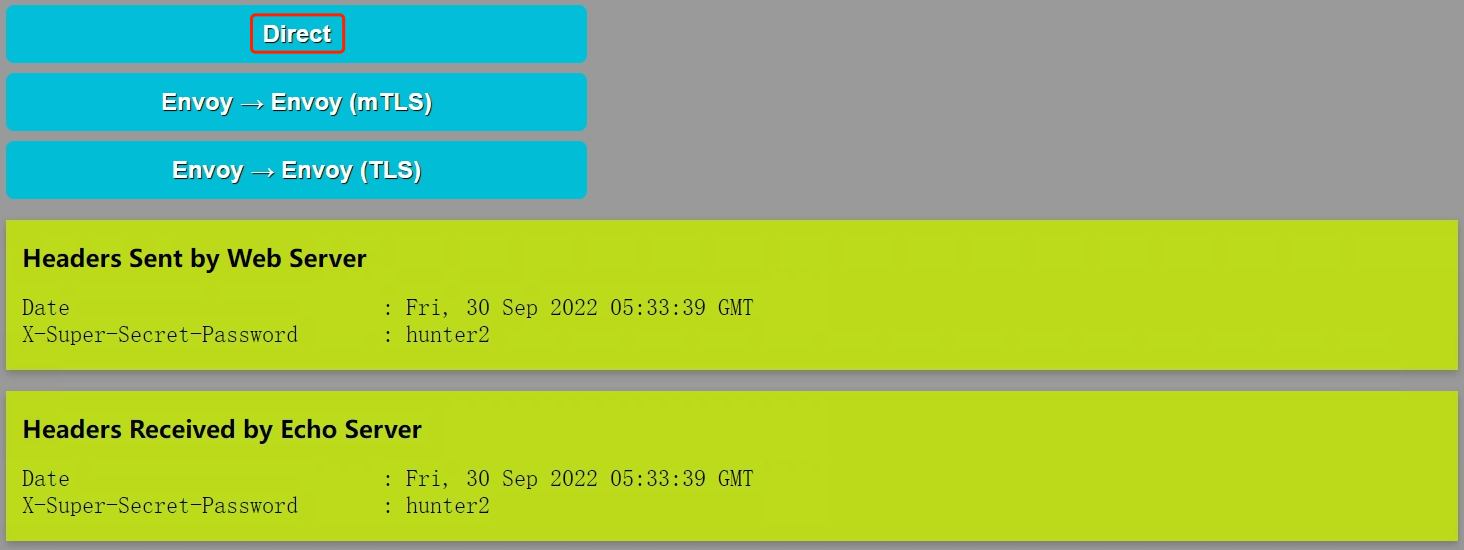 Direct
Envoy → Envoy (mTLS)
Envoy → Envoy (TLS)
Headers Sent by Web Server
Date : Fri, 30 Sep 2022 05:33:39 GMT
X-Super-Secret-Password : hunter2
Headers Received by Echo Server
Date : Fri, 30 Sep 2022 05:33:39 GMT
X-Super-Secret-Password : hunter2